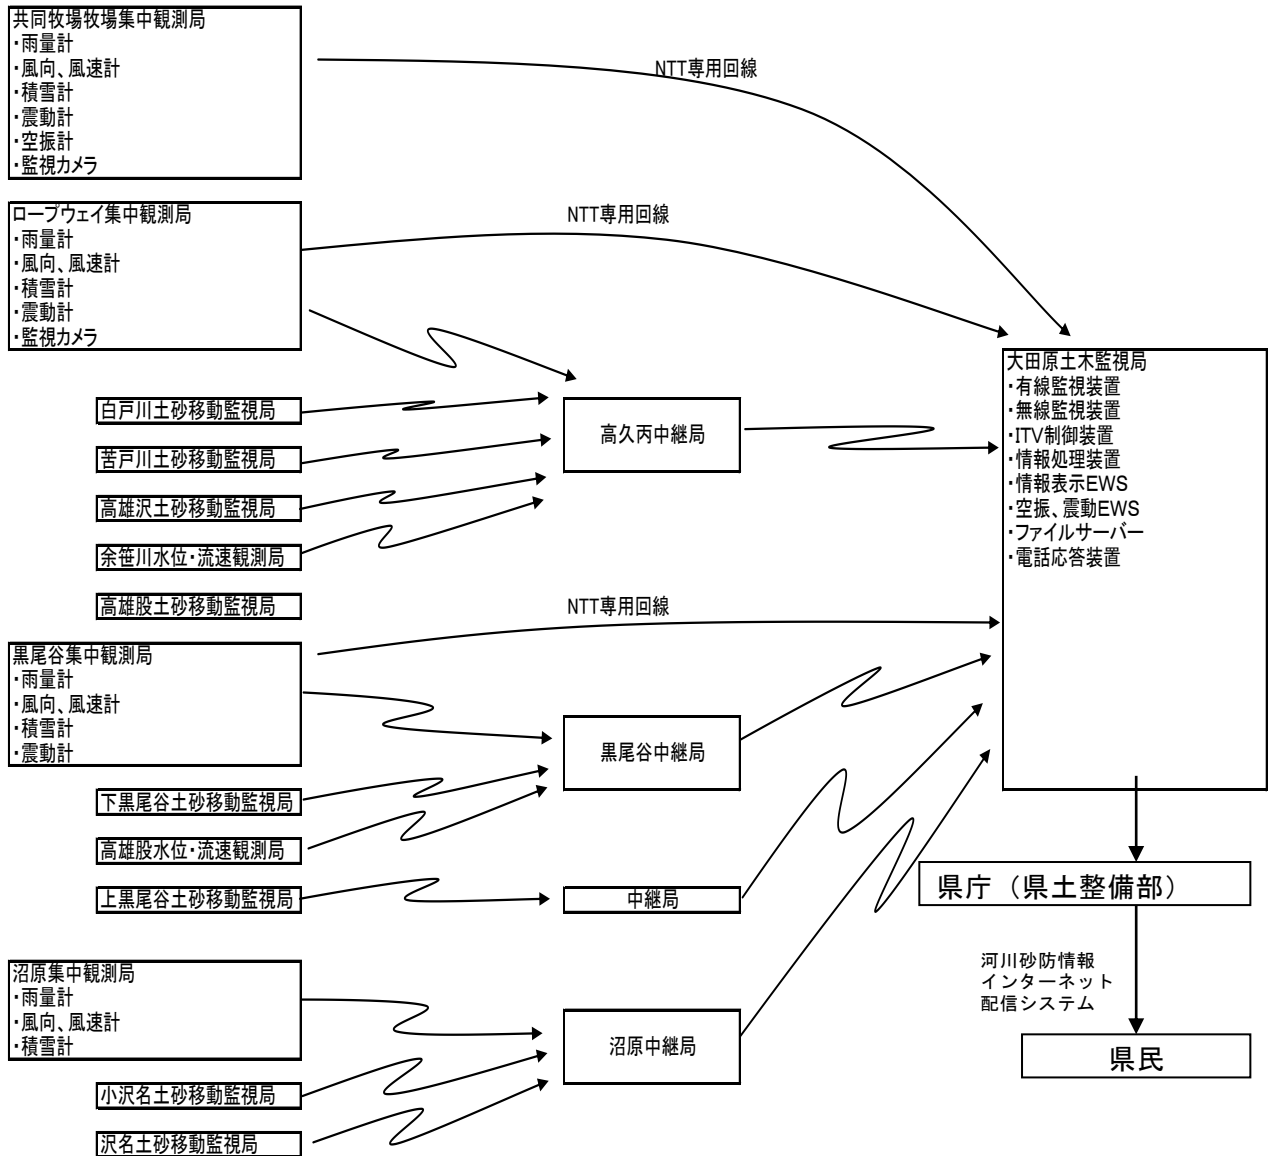 共同牧場牧場集中観測局
・雨量計
・風向、風速計
・積雪計
・震動計
・空振計
・監視カメラ
NTT専用回線
ロープウェイ集中観測局
・雨量計
・風向、風速計
・積雪計
・震動計
・監視カメラ
NTT専用回線
白戸川土砂移動監視局
苦戸川土砂移動監視局
高雄沢土砂移動監視局
余笹川水位・流速観測局
高雄股土砂移動監視局
高久丙中継局
大田原土木監視局
・有線監視装置
・無線監視装置
・ITV制御装置
・情報処理装置
・情報表示EWS
・空振、震動EWS
・ファイルサーバー
・電話応答装置
NTT専用回線
黒尾谷集中観測局
・雨量計
・風向、風速計
・積雪計
・震動計
黒尾谷中継局
下黒尾谷土砂移動監視局
高雄股水位・流速観測局
上黒尾谷土砂移動監視局
中継局
県庁（県土整備部）
沼原集中観測局
・雨量計
・風向、風速計
・積雪計
沼原中継局
河川砂防情報
インターネット
配信システム
県民
小沢名土砂移動監視局
沢名土砂移動監視局